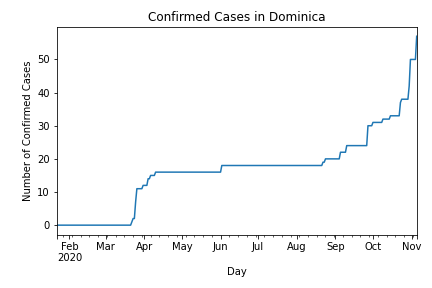 Confirmed Cases in Dominica
Number of Confirmed Cases
50
40
30
20
10
0
Feb Mar Apr May Jun Jul Aug Sep Oct Nov
2020
Day